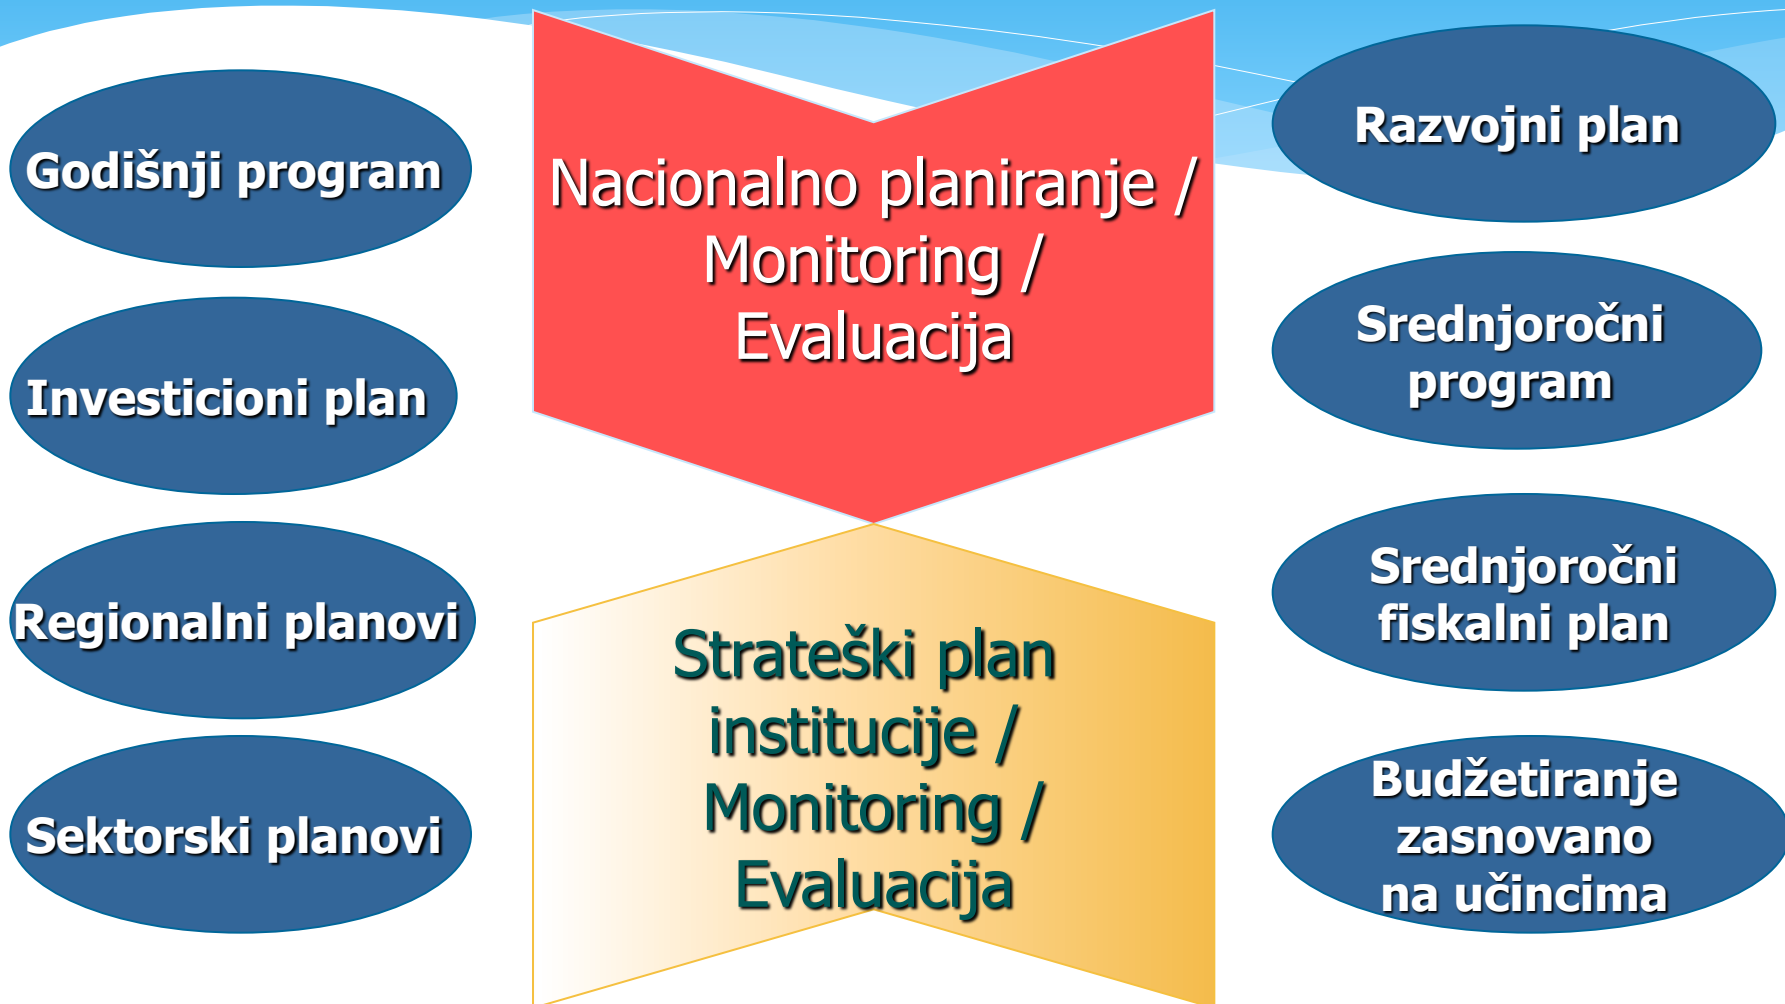 Godišnji program
Investicioni plan
Regionalni planovi
Sektorski planovi
Nacionalno planiranje /
Monitoring /
Evaluacija
Strateški plan
institucije /
Monitoring /
Evaluacija
Razvojni plan
Srednjoročni
program
Srednjoročni
fiskalni plan
Budžetiranje
zasnovano
na učincima